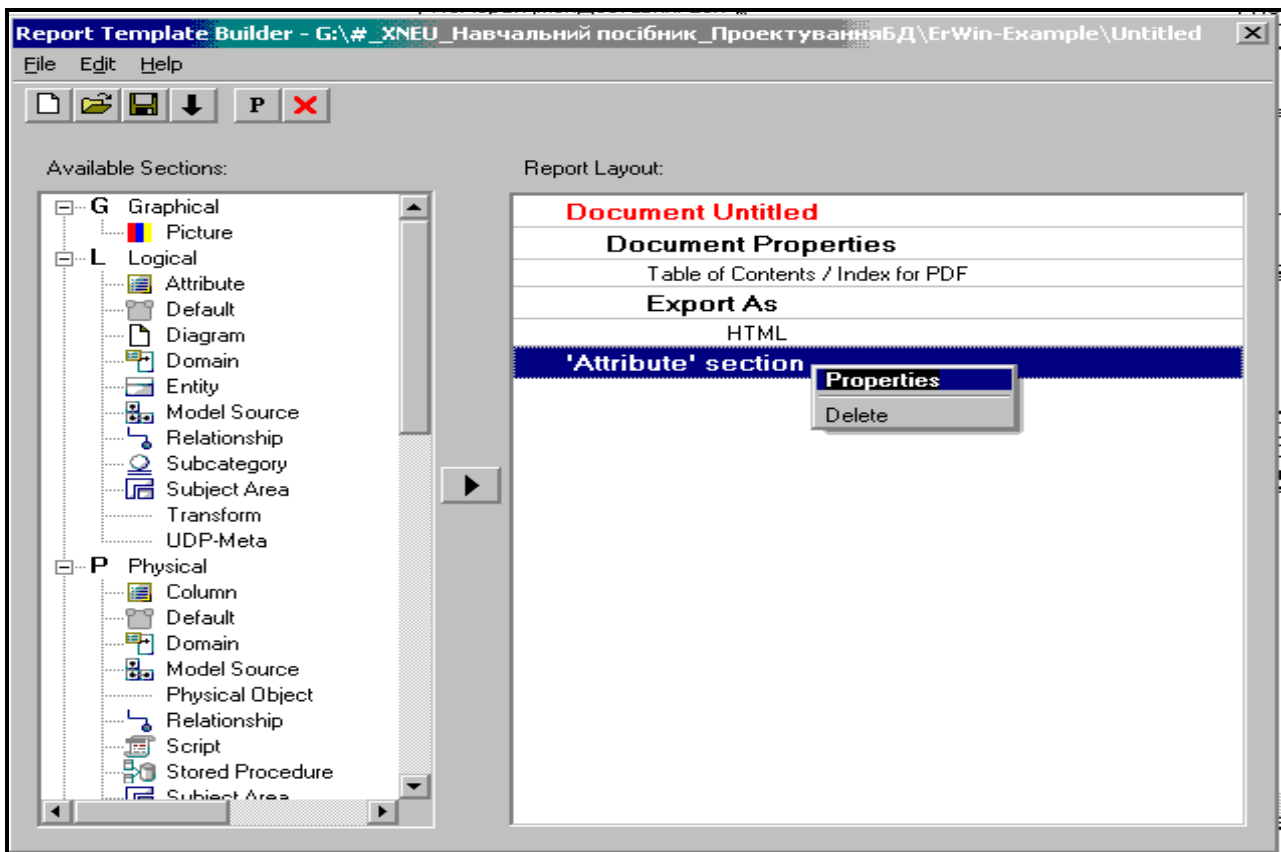 Report Template Builder - G:\#_XNEU_Навчальний посібник_ПроектуванняБД\ErWin-Example\Untitled
File Edit Help
P
Available Sections:
G Graphical
Picture
L Logical
Attribute
Default
Diagram
Domain
Entity
Model Source
Relationship
Subcategory
Subject Area
Transform
UDP-Meta
P Physical
Column
Default
Domain
Model Source
Physical Object
Relationship
Script
Stored Procedure
Subject Area
Report Layout:
Document Untitled
Document Properties
Table of Contents / Index for PDF
Export As
HTML
'Attribute' section
Properties
Delete